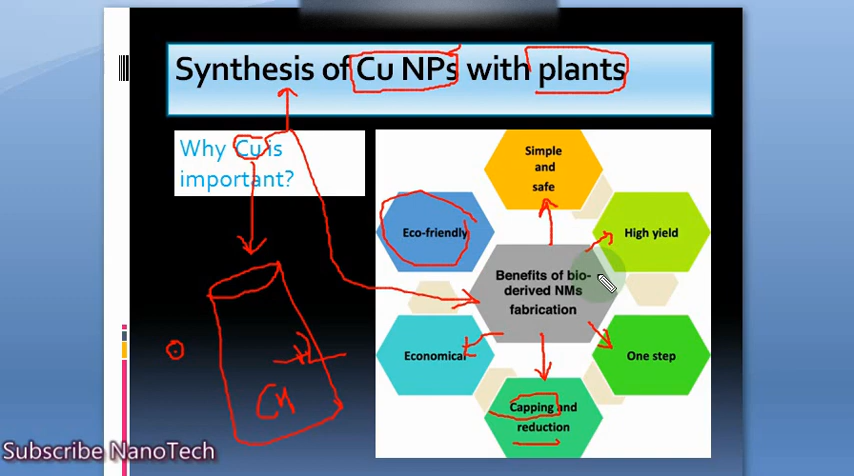 Synthesis of Cu NPs with plants
Why Cu is
important?
Simple
and
safe
Eco-friendly
High yield
Benefits of bio-
derived NMs
fabrication
Economical
One step
Capping and
reduction
Cu
Subscribe NanoTech